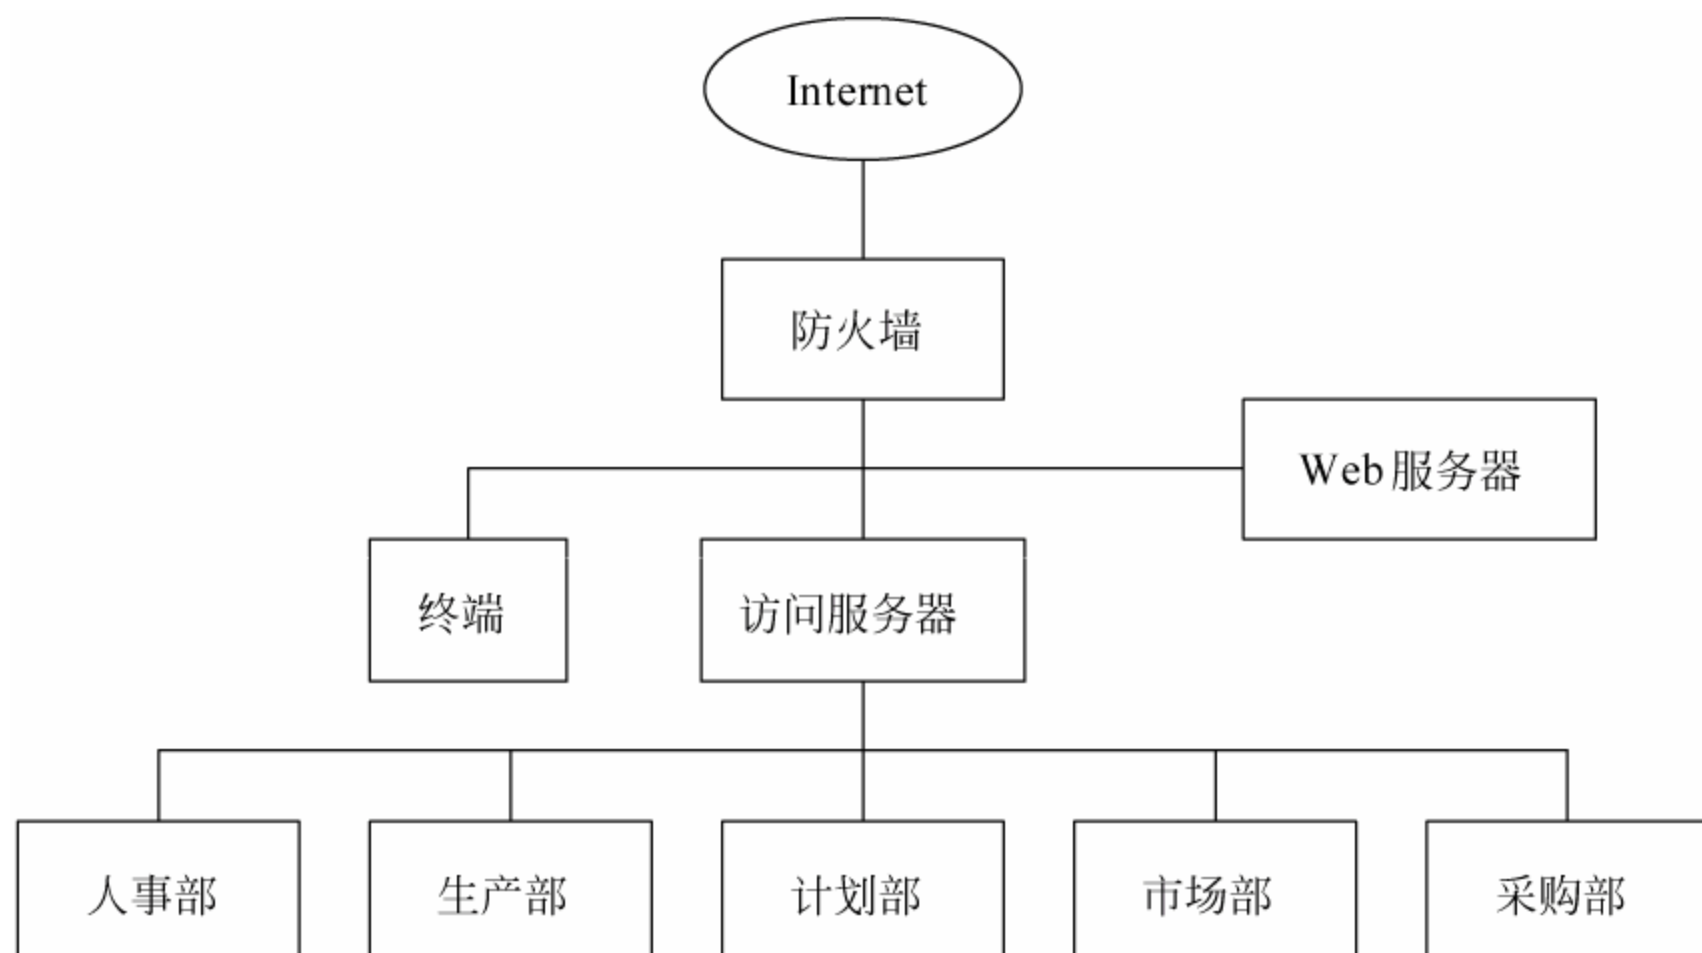 Internet
防火墙
Web服务器
终端
访问服务器
人事部
生产部
计划部
市场部
采购部